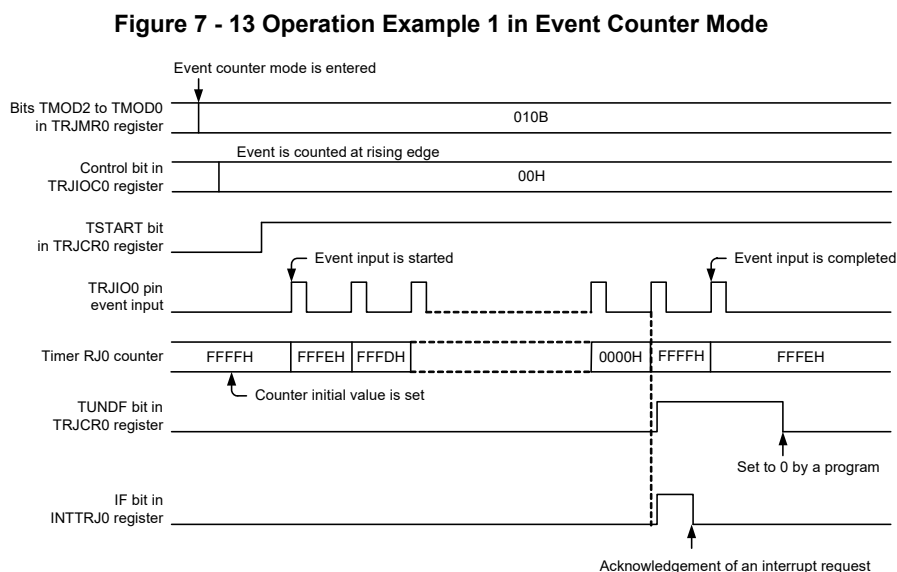 Figure 7 - 13 Operation Example 1 in Event Counter Mode
Event counter mode is entered
Bits TMOD2 to TMOD0
in TRJMR0 register
010B
Event is counted at rising edge
Control bit in
TRJIOC0 register
00H
TSTART bit
in TRJCR0 register
Event input is started
Event input is completed
TRJIO0 pin
event input
Timer RJ0 counter
FFFFH
FFFEH
FFFDH
0000H
FFFFH
FFFEH
Counter initial value is set
TUNDF bit in
TRJCR0 register
Set to 0 by a program
IF bit in
INTTRJ0 register
Acknowledgement of an interrupt request